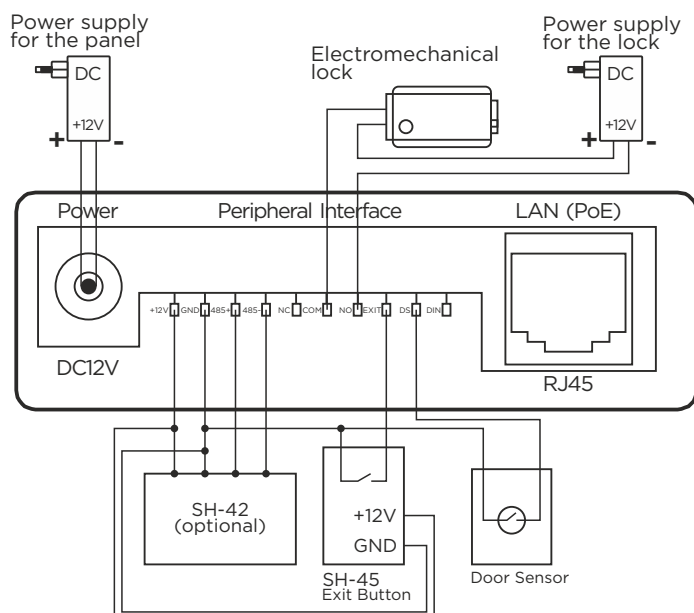 Power supply
for the panel
Electromechanical
lock
Power supply
for the lock
DC
+12V
+ -
DC
+12V
+ -
Power
Peripheral Interface
LAN (PoE)
+12V GND 485+ 485- NC COM NO EXIT DS DIN
DC12V
RJ45
SH-42
(optional)
+12V
GND
SH-45
Exit Button
Door Sensor